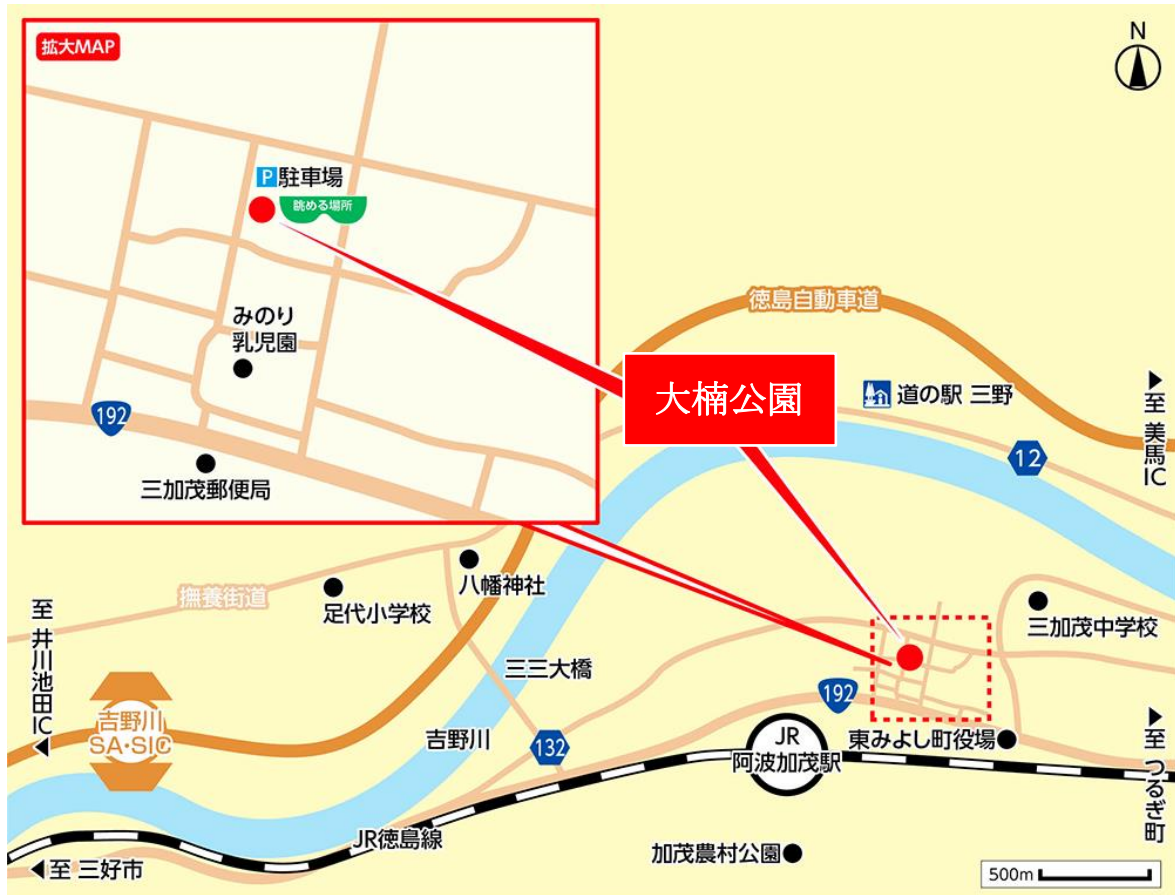 拡大MAP
N
P 駐車場
眺める場所
みのり
乳児園
192
三加茂郵便局
大楠公園
徳島自動車道
道の駅 三野
12
至 美馬IC
八幡神社
撫養街道
足代小学校
三加茂中学校
至 井川池田IC
三三大橋
吉野川
SA・SIC
吉野川
132
192
JR
阿波加茂駅
東みよし町役場
至 つるぎ町
JR徳島線
至 三好市
加茂農村公園
500m